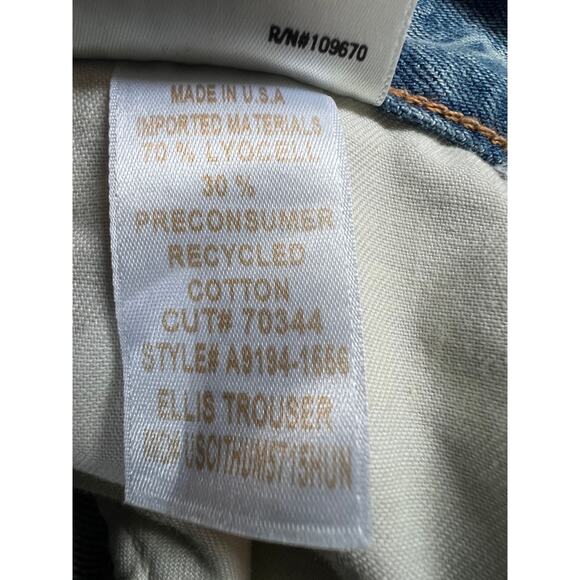 R/N#109670
MADE IN U.S.A
IMPORTED MATERIALS
70 % LYOCELL
30 %
PRECONSUMER
RECYCLED
COTTON
CUT# 70344
STYLE# A9194-1556
ELLIS TROUSER